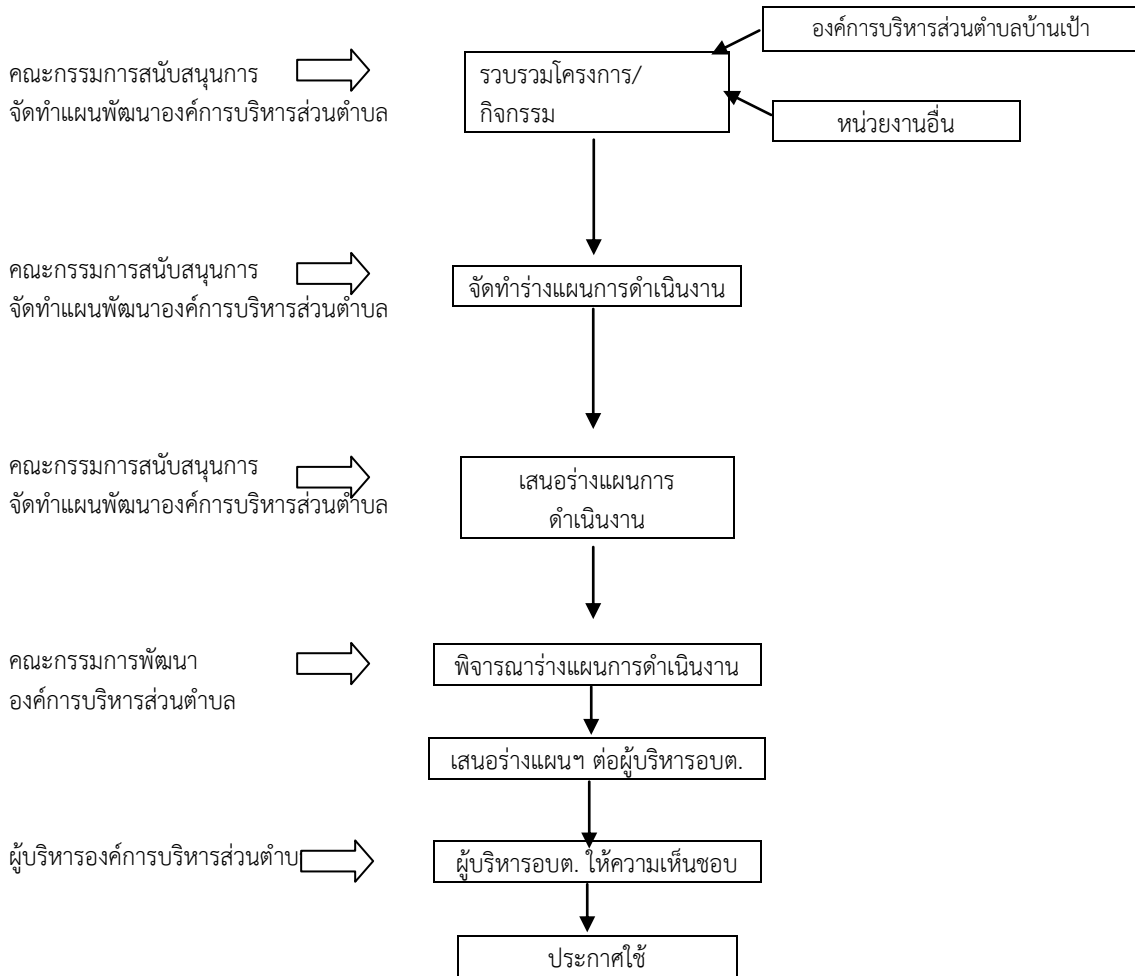 องค์การบริหารส่วนตำบลบ้านเป้า
คณะกรรมการสนับสนุนการ
จัดทำแผนพัฒนาองค์การบริหารส่วนตำบล
รวบรวมโครงการ/
กิจกรรม
หน่วยงานอื่น
คณะกรรมการสนับสนุนการ
จัดทำแผนพัฒนาองค์การบริหารส่วนตำบล
จัดทำร่างแผนการดำเนินงาน
คณะกรรมการสนับสนุนการ
จัดทำแผนพัฒนาองค์การบริหารส่วนตำบล
เสนอร่างแผนการ
ดำเนินงาน
คณะกรรมการพัฒนา
องค์การบริหารส่วนตำบล
พิจารณาร่างแผนการดำเนินงาน
เสนอร่างแผนฯ ต่อผู้บริหารอบต.
ผู้บริหารองค์การบริหารส่วนตำบ
ผู้บริหารอบต. ให้ความเห็นชอบ
ประกาศใช้